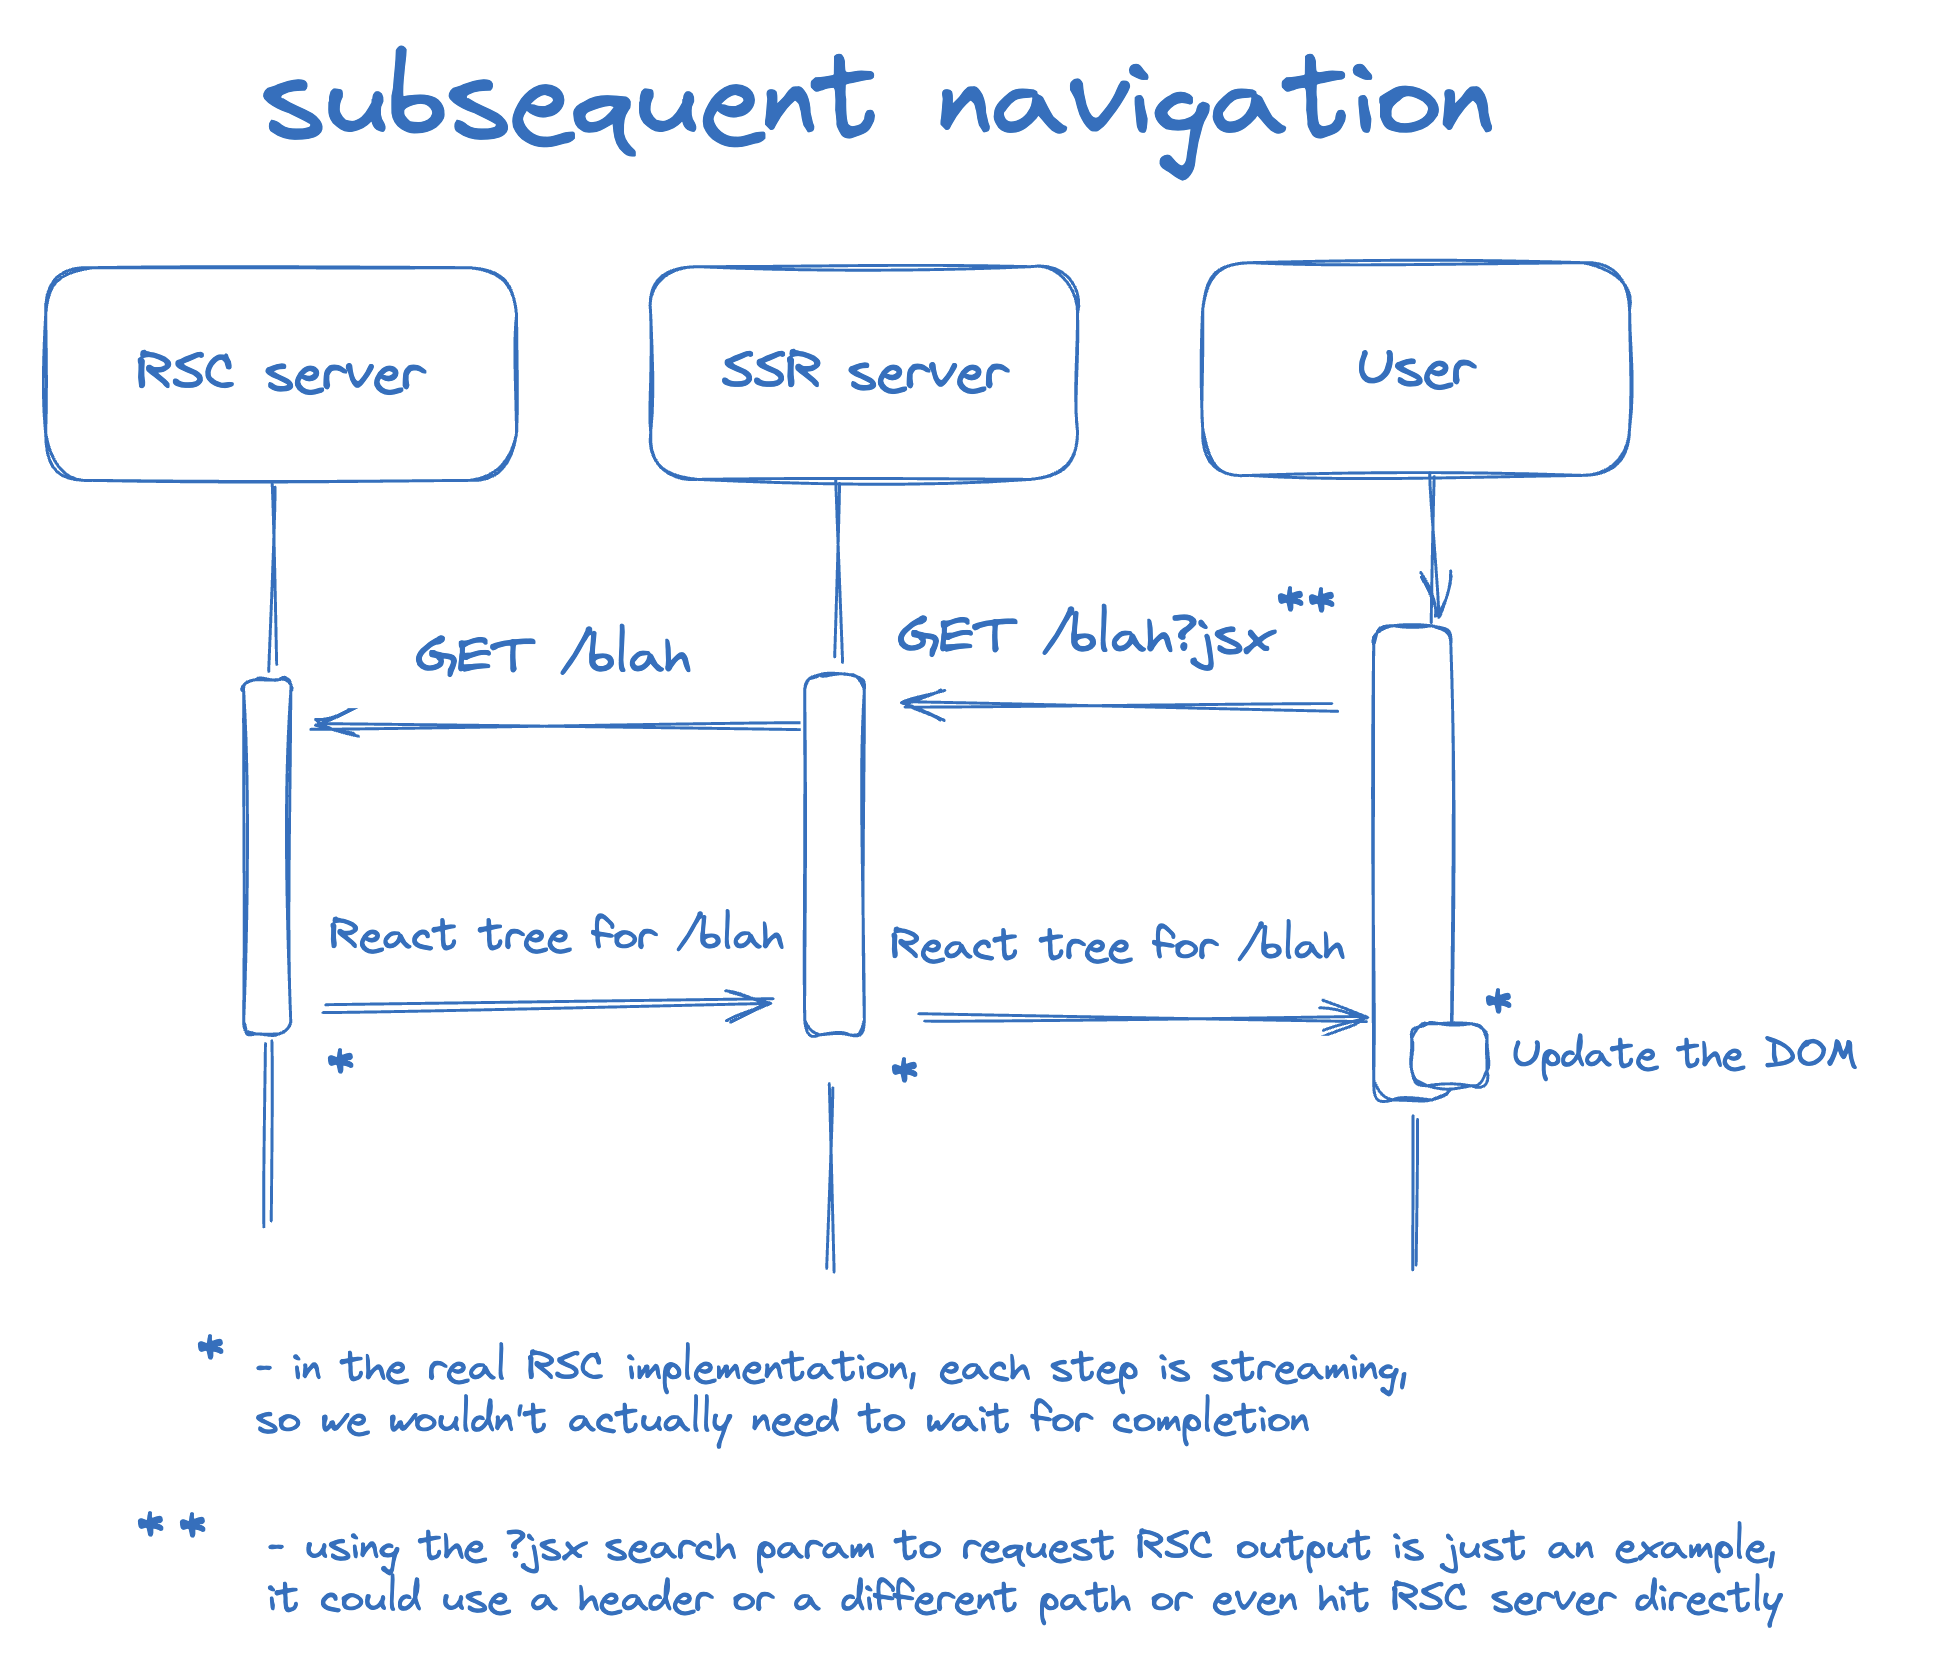 subsequent navigation
RSC server
SSR server
User
GET /blah
GET /blah?jsx**
React tree for /blah
*
React tree for /blah
*
*
Update the DOM
* - in the real RSC implementation, each step is streaming,
so we wouldn't actually need to wait for completion
** - using the ?jsx search param to request RSC output is just an example,
it could use a header or a different path or even hit RSC server directly